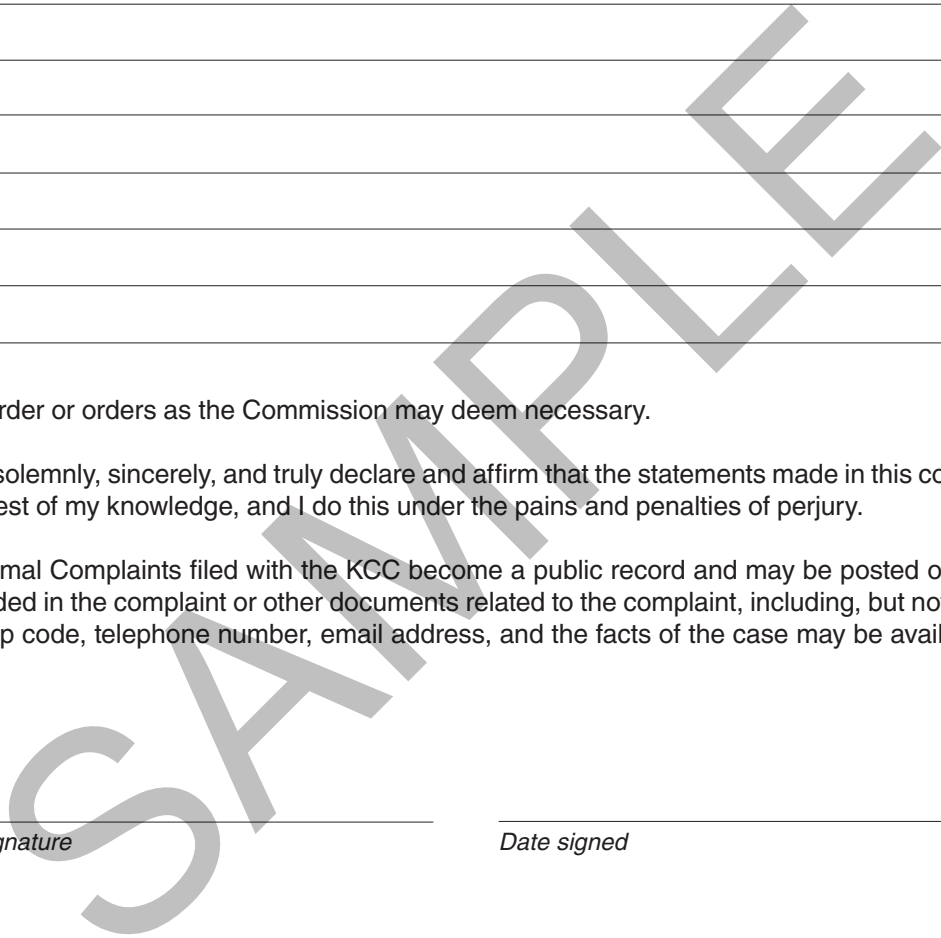 rder or orders as the Commission may deem necessary.
solemnly, sincerely, and truly declare and affirm that the statements made in this co
est of my knowledge, and I do this under the pains and penalties of perjury.
mal Complaints filed with the KCC become a public record and may be posted o
ded in the complaint or other documents related to the complaint, including, but no
p code, telephone number, email address, and the facts of the case may be avail
gnature
Date signed
SAMPLE